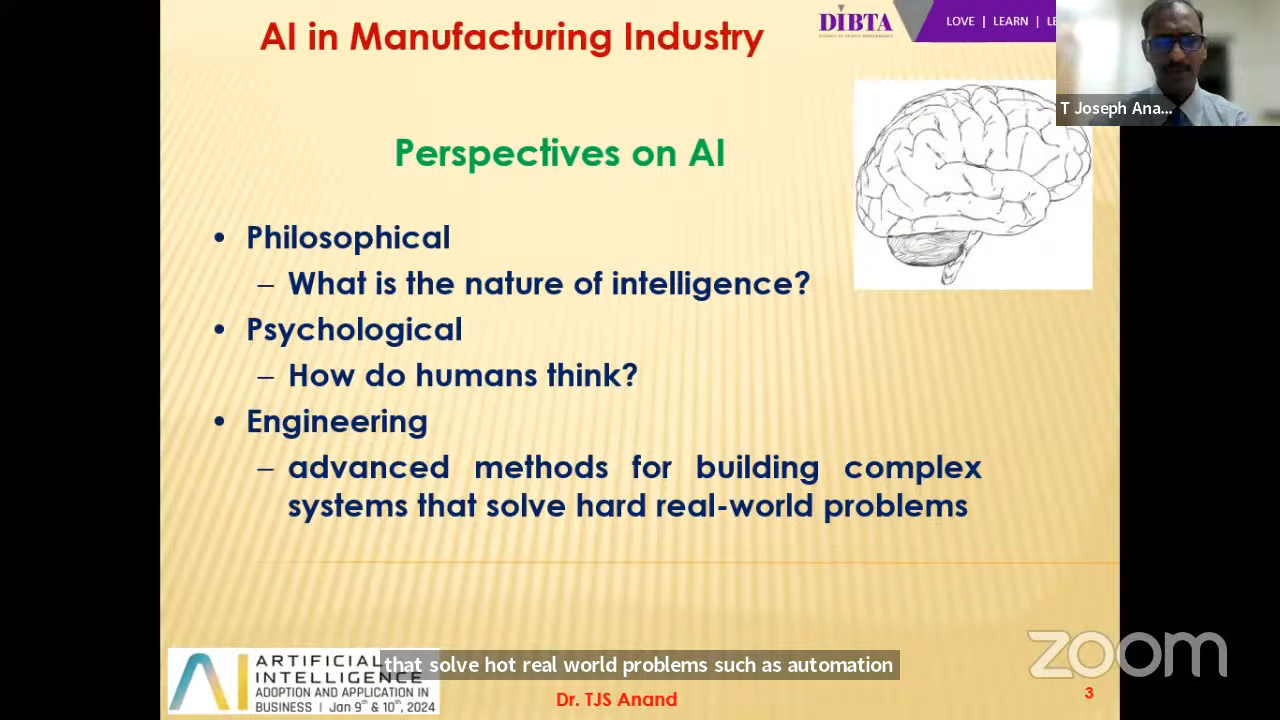 AI in Manufacturing Industry
DIBTA
LOVE | LEARN | LE
T Joseph Ana...
Perspectives on AI
• Philosophical
– What is the nature of intelligence?
• Psychological
– How do humans think?
• Engineering
– advanced methods for building complex
systems that solve hard real-world problems
zoom
AI
ARTIFICIAL
INTELLIGENCE
ADOPTION AND APPLICATION IN
BUSINESS | Jan 9th & 10th, 2024
that solve hot real world problems such as automation
Dr. TJS Anand
3